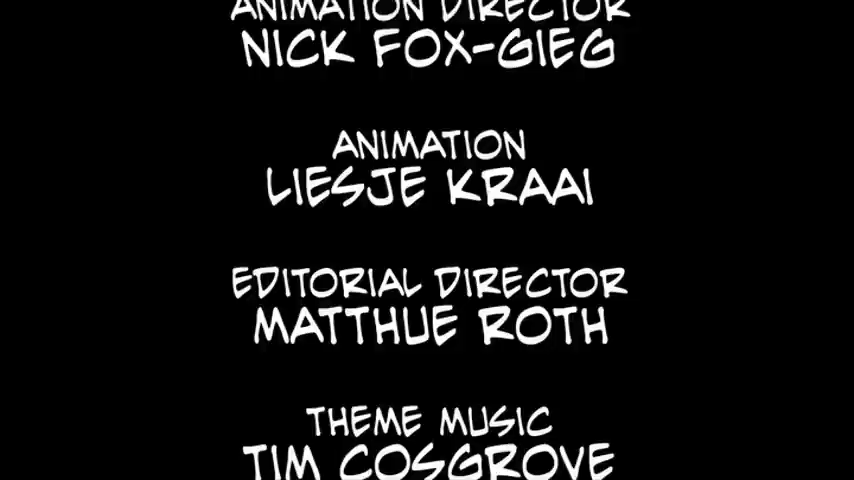 ANIMATION DIRECTOR
NICK FOX-GIEG
ANIMATION
LIESJE KRAAI
EDITORIAL DIRECTOR
MATTHUE ROTH
THEME MUSIC
TIM COSGROVE